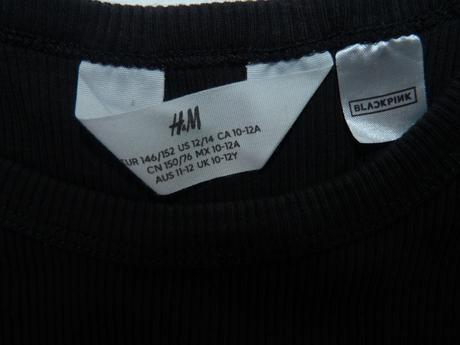 H&M
EUR 146/152 US 12/14 CA 10-12A
CN 150/76 MX 10-12A
AUS 11-12 UK 10-12Y
BLACKPINK